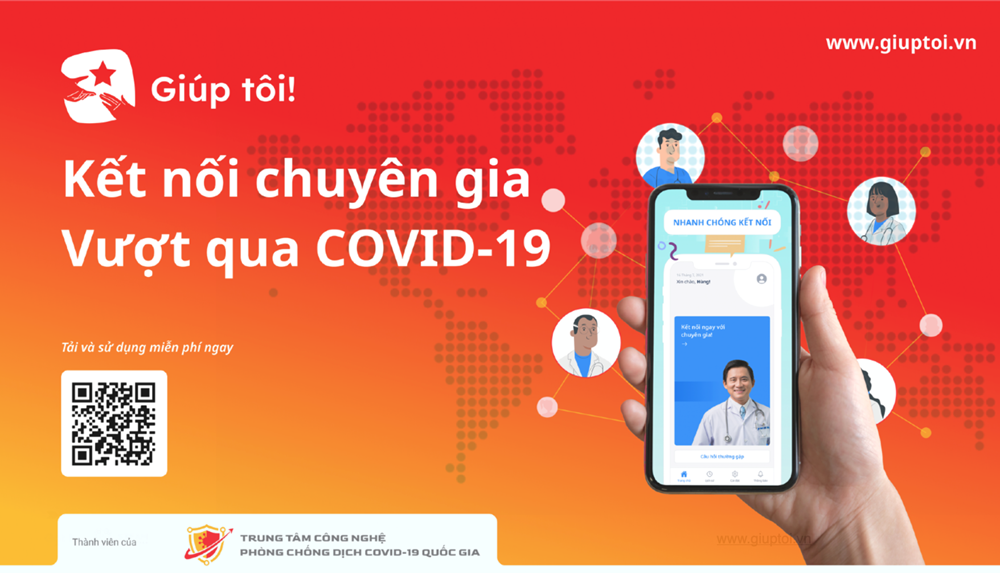 www.giuptoi.vn
Giúp tôi!
Kết nối chuyên gia
Vượt qua COVID-19
NHANH CHÓNG KẾT NỐI
Xin chào, Mang!
Kết nối ngay với
chuyên gia!
Câu hỏi thường gặp
Tải và sử dụng miễn phí ngay
Thành viên của
TRUNG TÂM CÔNG NGHỆ
PHÒNG CHỐNG DỊCH COVID-19 QUỐC GIA
www.giuptoi.vn